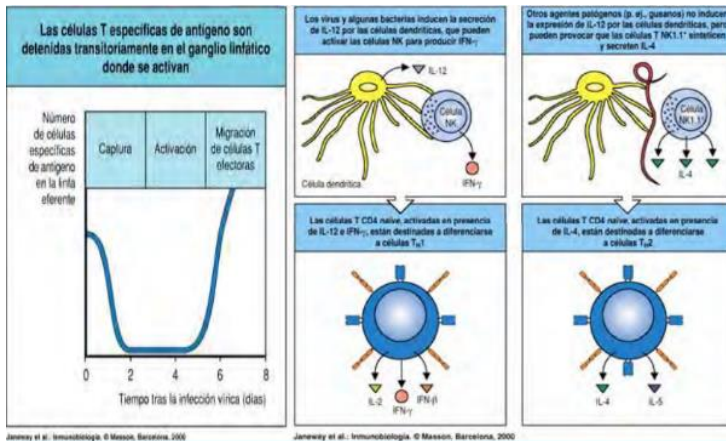 Las células T específicas de antígeno son
detenidas transitoriamente en el ganglio linfático
donde se activan
Número
de células
específicas
de antígeno
en la linfa
eferente
Captura
Activación
Migración
de células T
efectoras
0
2
4
6
8
Tiempo tras la infección vírica (días)
Janeway et al.: Inmunobiología. © Masson, Barcelona, 2000
Los virus y algunas bacterias inducen la secreción
de IL-12 por las células dendríticas, que pueden
activar las células NK para producir IFN-γ
IL-12
Célula
NK
IFN-γ
Célula dendrítica
Las células T CD4 naïve, activadas en presencia
de IL-12 e IFN-γ, están destinadas a diferenciarse
a células TH1
IL-2
IFN-γ
IFN-β
Janeway et al.: Inmunobiología. © Masson, Barcelona, 2000
Otros agentes patógenos (p. ej., gusanos) no inducen
la expresión de IL-12 por las células dendríticas, pero
pueden provocar que las células T NK1.1+ sinteticen
y secreten IL-4
Célula
NK1.1+
IL-4
Las células T CD4 naïve, activadas en presencia
de IL-4, están destinadas a diferenciarse
a células TH2
IL-4
IL-5